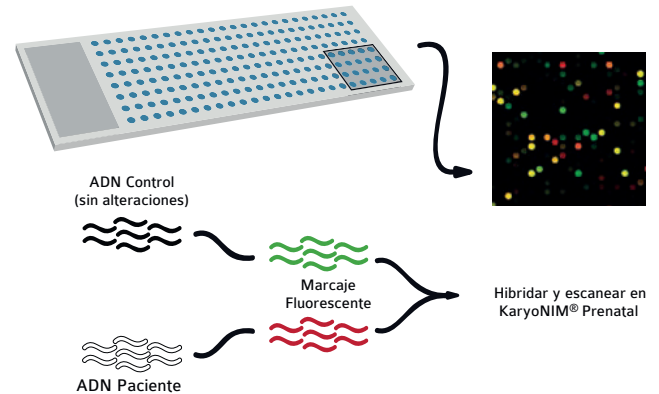 ADN Control
(sin alteraciones)
Marcaje
Fluorescente
Hibridar y escanear en
KaryoNIM® Prenatal
ADN Paciente